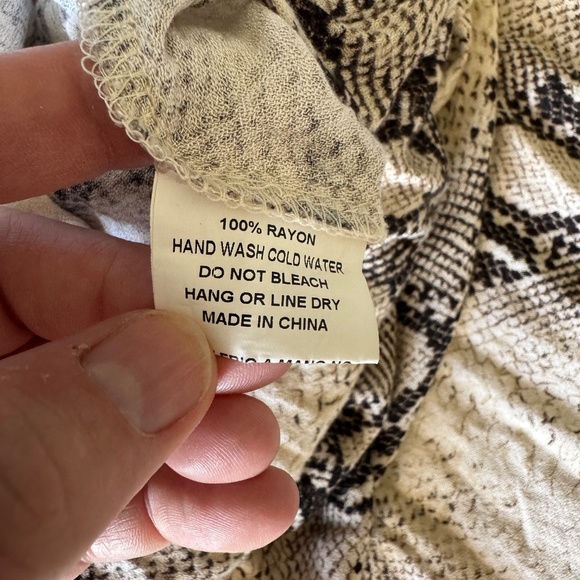 100% RAYON
HAND WASH COLD WATER
DO NOT BLEACH
HANG OR LINE DRY
MADE IN CHINA